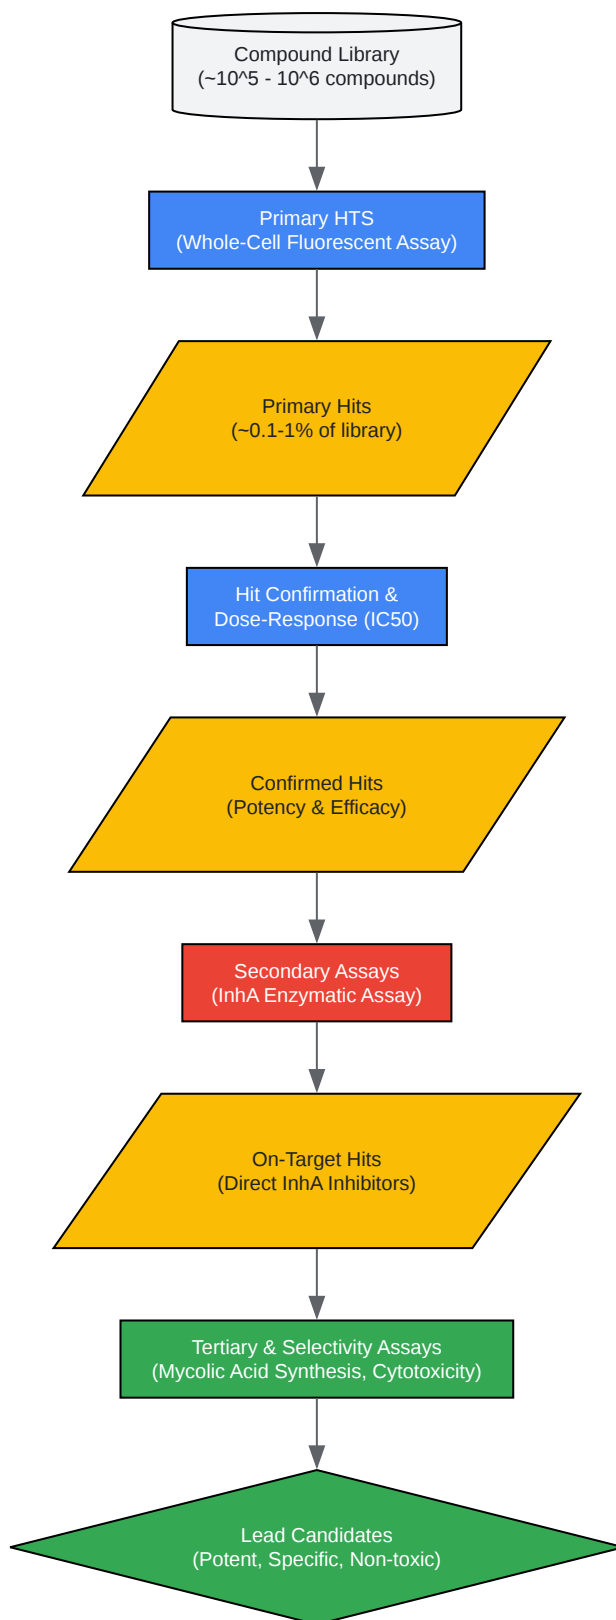 Compound Library
(~10^5 - 10^6 compounds)
Primary HTS
(Whole-Cell Fluorescent Assay)
Primary Hits
(~0.1-1% of library)
Hit Confirmation &
Dose-Response (IC50)
Confirmed Hits
(Potency & Efficacy)
Secondary Assays
(InhA Enzymatic Assay)
On-Target Hits
(Direct InhA Inhibitors)
Tertiary & Selectivity Assays
(Mycolic Acid Synthesis, Cytotoxicity)
Lead Candidates
(Potent, Specific, Non-toxic)